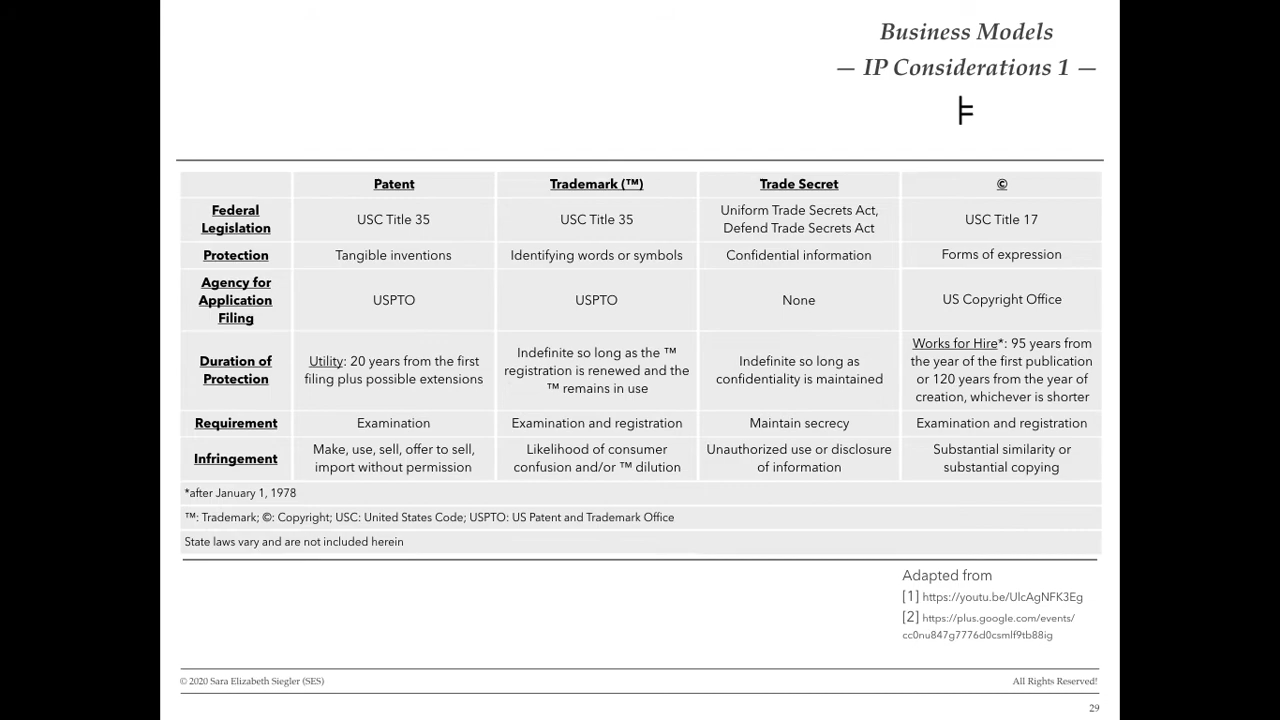 Business Models
— IP Considerations 1 —
Patent
Trademark (™)
Trade Secret
©
Federal
Legislation
USC Title 35
USC Title 35
Uniform Trade Secrets Act,
Defend Trade Secrets Act
USC Title 17
Protection
Tangible inventions
Identifying words or symbols
Confidential information
Forms of expression
Agency for
Application
Filing
USPTO
USPTO
None
US Copyright Office
Duration of
Protection
Utility: 20 years from the first
filing plus possible extensions
Indefinite so long as the ™
registration is renewed and the
™ remains in use
Indefinite so long as
confidentiality is maintained
Works for Hire*: 95 years from
the year of the first publication
or 120 years from the year of
creation, whichever is shorter
Requirement
Examination
Examination and registration
Maintain secrecy
Examination and registration
Infringement
Make, use, sell, offer to sell,
import without permission
Likelihood of consumer
confusion and/or ™ dilution
Unauthorized use or disclosure
of information
Substantial similarity or
substantial copying
*after January 1, 1978
™: Trademark; ©: Copyright; USC: United States Code; USPTO: US Patent and Trademark Office
State laws vary and are not included herein
Adapted from
[1] https://youtu.be/UlcAgNFK3Eg
[2] https://plus.google.com/events/
cc0nu847g7776d0csmlf9tb88ig
© 2020 Sara Elizabeth Siegler (SES)
All Rights Reserved!
29